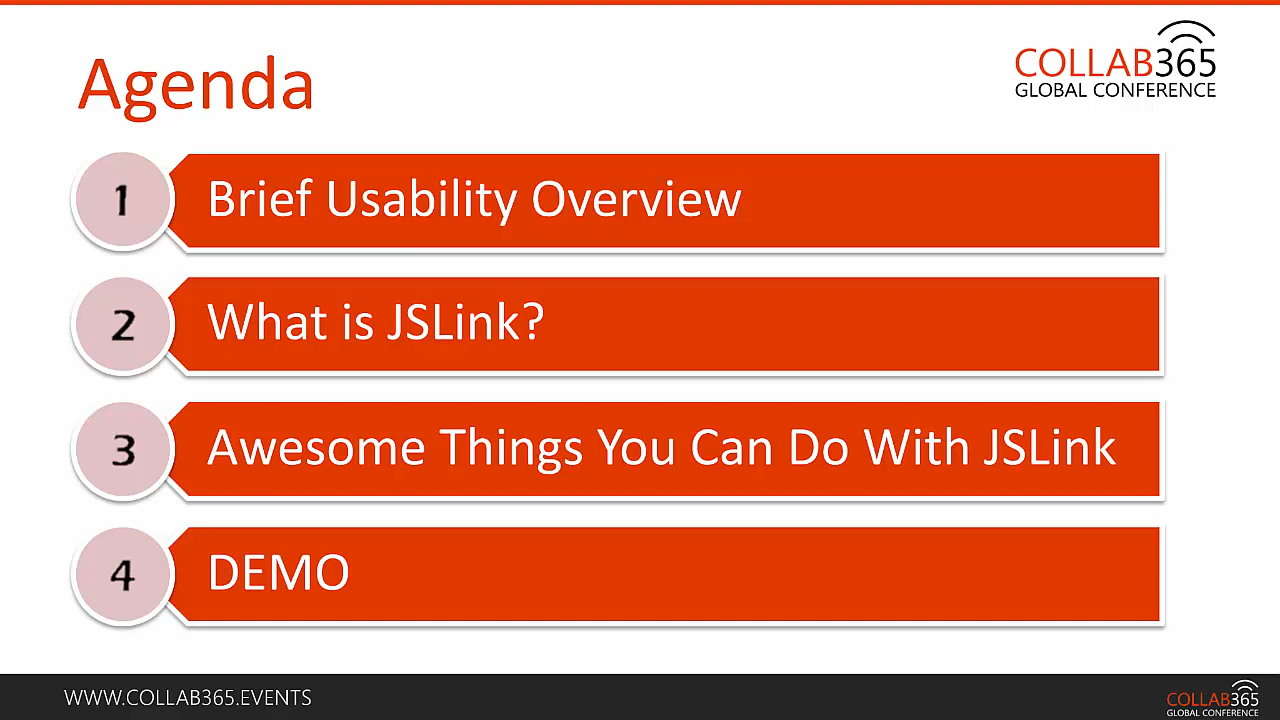 Agenda
COLLAB365
GLOBAL CONFERENCE
1 Brief Usability Overview
2 What is JSLink?
3 Awesome Things You Can Do With JSLink
4 DEMO
WWW.COLLAB365.EVENTS
COLLAB365
GLOBAL CONFERENCE